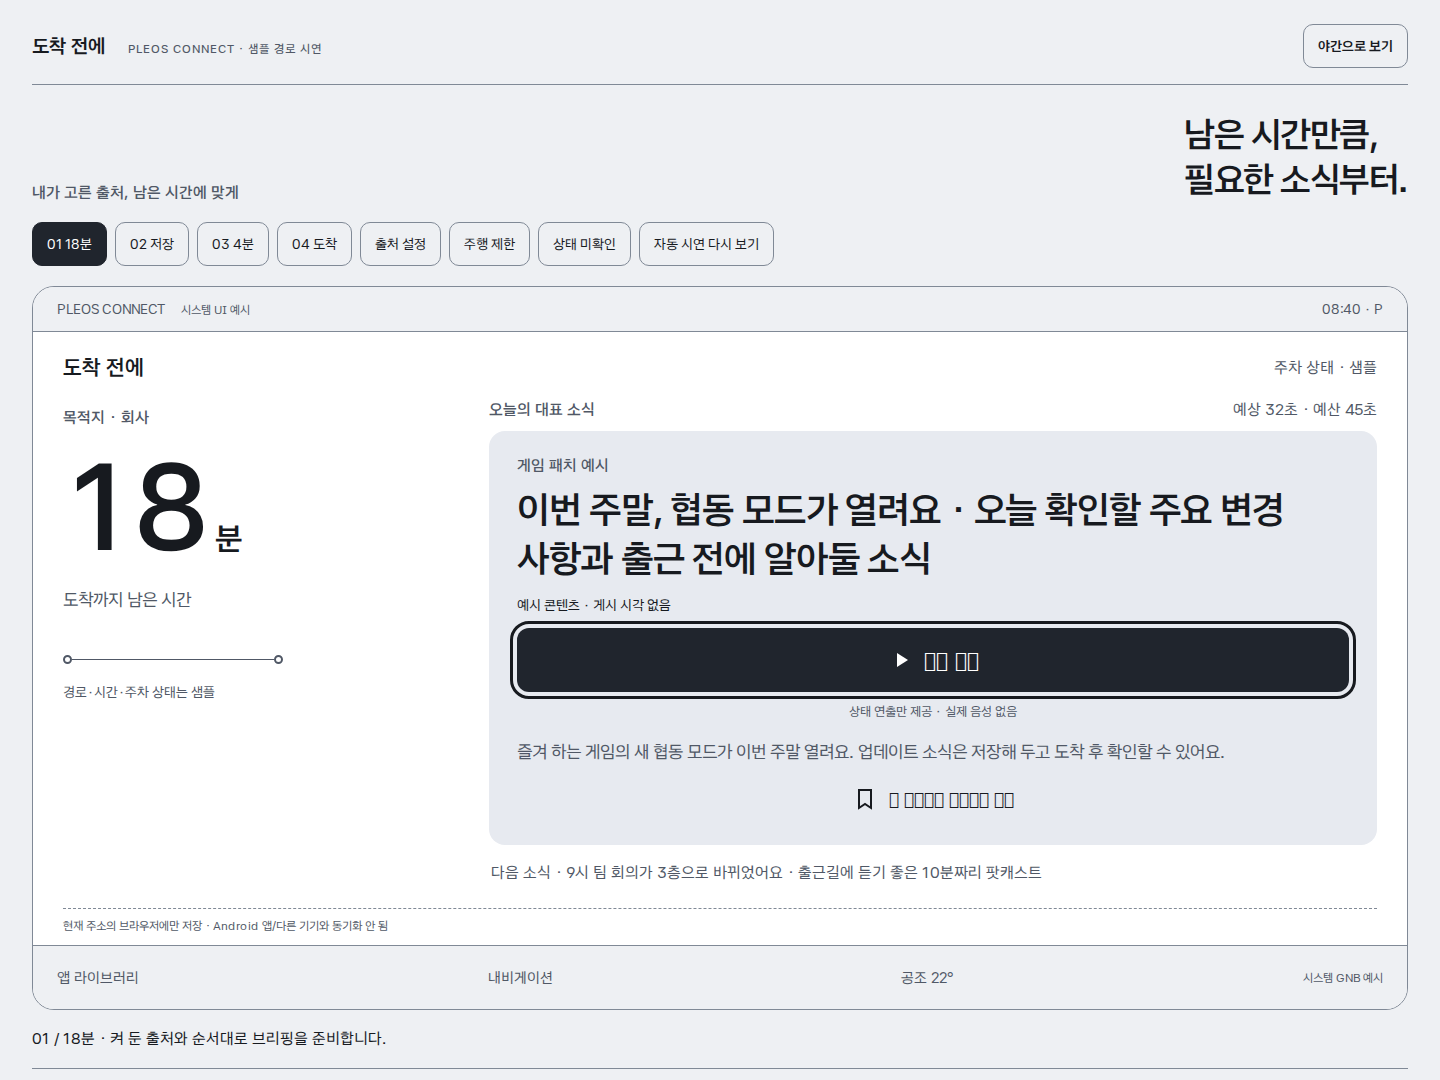 도착 전에
PLEOS CONNECT · 샘플 경로 시연
야간으로 보기
남은 시간만큼,
필요한 소식부터.
내가 고른 출처, 남은 시간에 맞게
01 18분
02 저장
03 4분
04 도착
출처 설정
주행 제한
상태 미확인
자동 시연 다시 보기
PLEOS CONNECT 시스템 UI 예시
08:40 · P
도착 전에
주차 상태 · 샘플
목적지 · 회사
18분
도착까지 남은 시간
경로·시간·주차 상태는 샘플
오늘의 대표 소식
예상 32초 · 예산 45초
게임 패치 예시
이번 주말, 협동 모드가 열려요 · 오늘 확인할 주요 변경
사항과 출근 전에 알아둘 소식
예시 콘텐츠 · 게시 시각 없음
상태 연출만 제공 · 실제 음성 없음
즐겨 하는 게임의 새 협동 모드가 이번 주말 열려요. 업데이트 소식은 저장해 두고 도착 후 확인할 수 있어요.
다음 소식 · 9시 팀 회의가 3층으로 바뀌었어요 · 출근길에 듣기 좋은 10분짜리 팟캐스트
현재 주소의 브라우저에만 저장 · Android 앱/다른 기기와 동기화 안 됨
앱 라이브러리
내비게이션
공조 22°
시스템 GNB 예시
01 / 18분 · 켜 둔 출처와 순서대로 브리핑을 준비합니다.